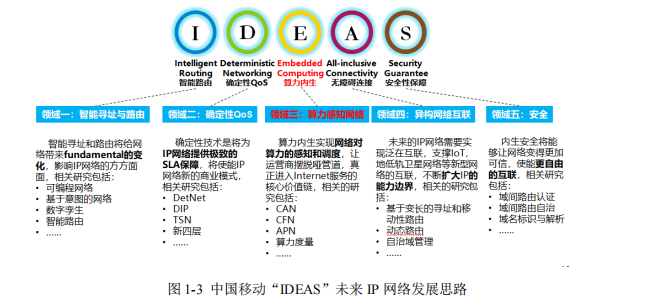 I D E A S
Intelligent Deterministic Embedded All-inclusive Security
Routing Networking Computing Connectivity Guarantee
智能路由 确定性QoS 算力内生 无障碍连接 安全性保障
领域一：智能寻址与路由
智能寻址和路由将给网
络带来fundamental的变
化，影响IP网络的方方面
面，相关研究包括：
• 可编程网络
• 基于意图的网络
• 数字孪生
• 智能路由
• ……
领域二：确定性QoS
确定性技术是将为
IP网络提供极致的
SLA保障，将使能IP
网络新的商业模式，
相关研究包括：
• DetNet
• DIP
• TSN
• 新四层
• ……
领域三：算力感知网络
算力内生实现网络对
算力的感知和调度，让
运营商摆脱哑管道，真
正进入Internet服务的
核心价值链，相关的研
究包括：
• CAN
• CFN
• APN
• 算力度量
• ……
领域四：异构网络互联
未来的IP网络需要实
现泛在互联，支撑IoT,
地低轨卫星网络等新型网
络的互联，不断扩大IP的
能力边界，相关的研究包
括：
• 基于变长的寻址和移
动性路由
• 动态路由
• 自治域管理
• ……
领域五：安全
内生安全将能
够让网络变得更加
可信，使能更自由
的互联，相关研究
包括：
• 域间路由认证
• 域间路由自治
• 域名标识与解析
• ……
图 1-3 中国移动“IDEAS”未来 IP 网络发展思路